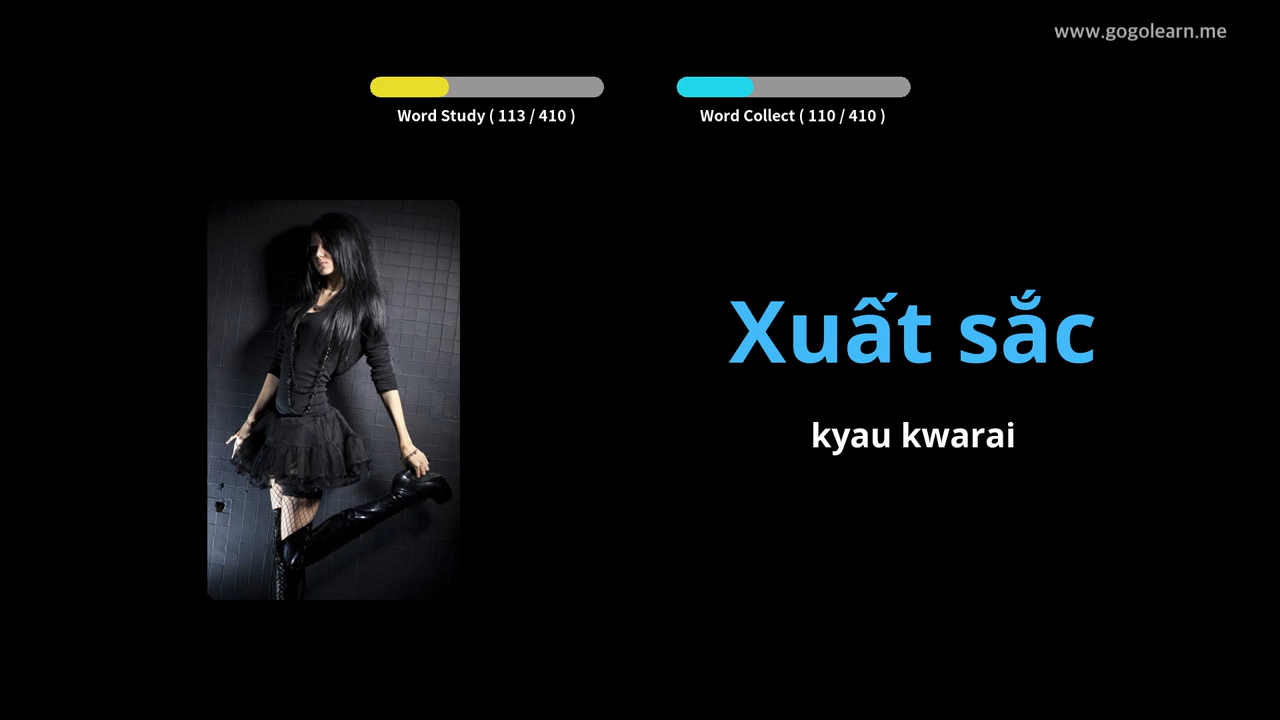 www.gogolearn.me
Word Study ( 113 / 410 )
Word Collect ( 110 / 410 )
Xuất sắc
kyau kwarai